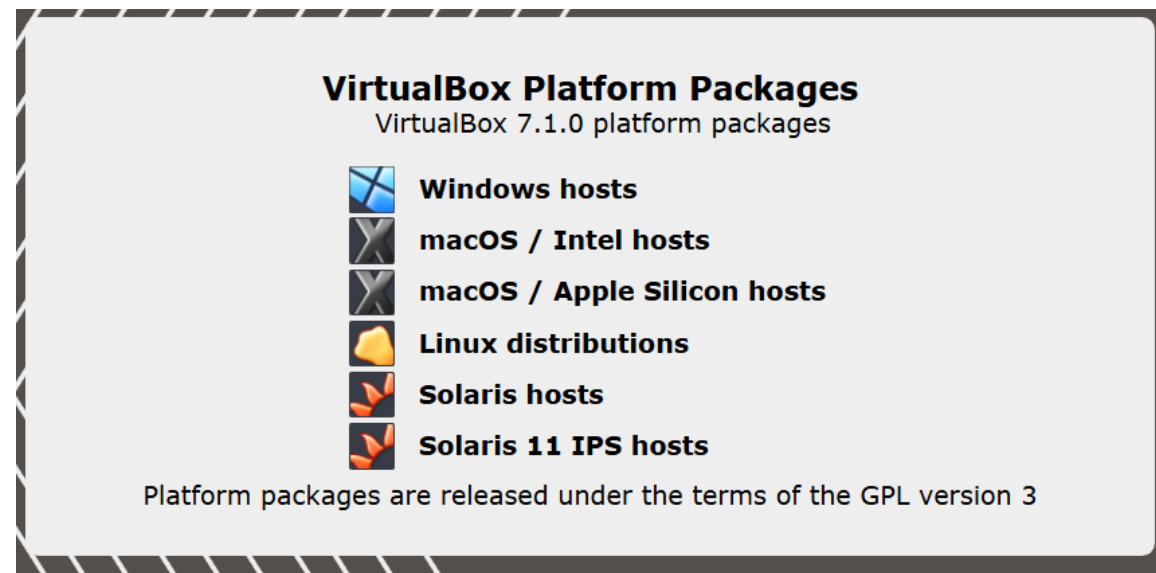 VirtualBox Platform Packages
VirtualBox 7.1.0 platform packages
Windows hosts
macOS / Intel hosts
macOS / Apple Silicon hosts
Linux distributions
Solaris hosts
Solaris 11 IPS hosts
Platform packages are released under the terms of the GPL version 3